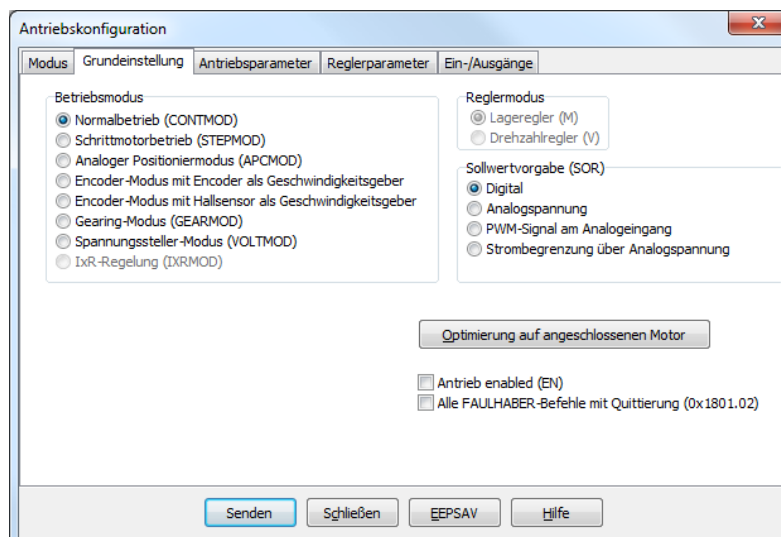 Antriebskonfiguration
Modus Grundeinstellung Antriebsparameter Reglerparameter Ein-/Ausgänge
Betriebsmodus
Normalbetrieb (CONTMOD)
Schrittmotorbetrieb (STEPMOD)
Analoger Positioniermodus (APCMOD)
Encoder-Modus mit Encoder als Geschwindigkeitsgeber
Encoder-Modus mit Hallsensor als Geschwindigkeitsgeber
Gearing-Modus (GEARMOD)
Spannungssteller-Modus (VOLTMOD)
IxR-Regelung (IXRMOD)
Reglermodus
Lageregler (M)
Drehzahlregler (V)
Sollwertvorgabe (SOR)
Digital
Analogspannung
PWM-Signal am Analogeingang
Strombegrenzung über Analogspannung
Optimierung auf angeschlossenen Motor
Antrieb enabled (EN)
Alle FAULHABER-Befehle mit Quittierung (0x1801.02)
Senden Schließen EEPSAV Hilfe